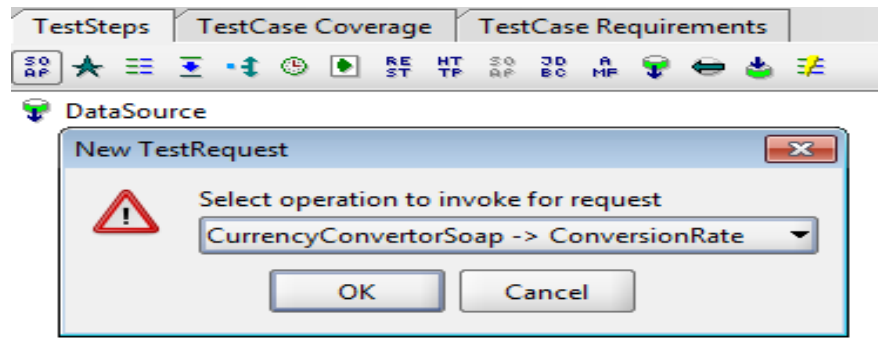 TestSteps TestCase Coverage TestCase Requirements
SO AP RE ST HT TP SO AP JD BC A MF
DataSource
New TestRequest
Select operation to invoke for request
CurrencyConvertorSoap -> ConversionRate
OK Cancel